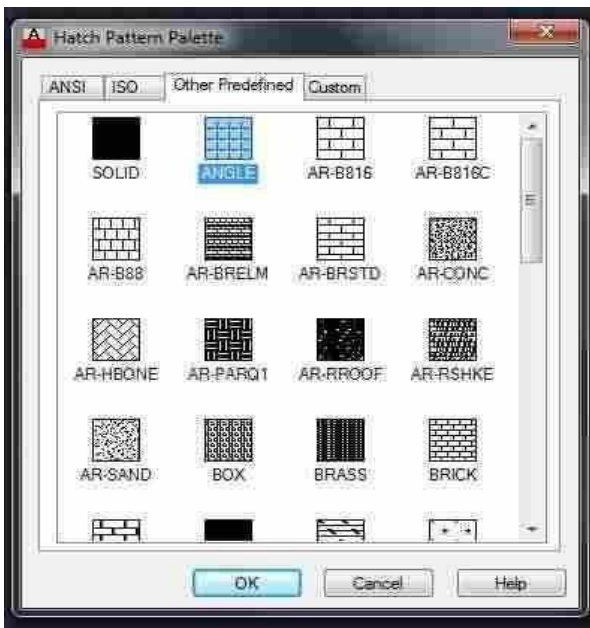 Hatch Pattern Palette
ANSI ISO Other Predefined Custom
SOLID ANGLE AR-B816 AR-B816C
AR-B88 AR-BRELM AR-BRSTD AR-CONC
AR-HBONE AR-PARQ1 AR-RROOF AR-RSHKE
AR-SAND BOX BRASS BRICK
OK Cancel Help